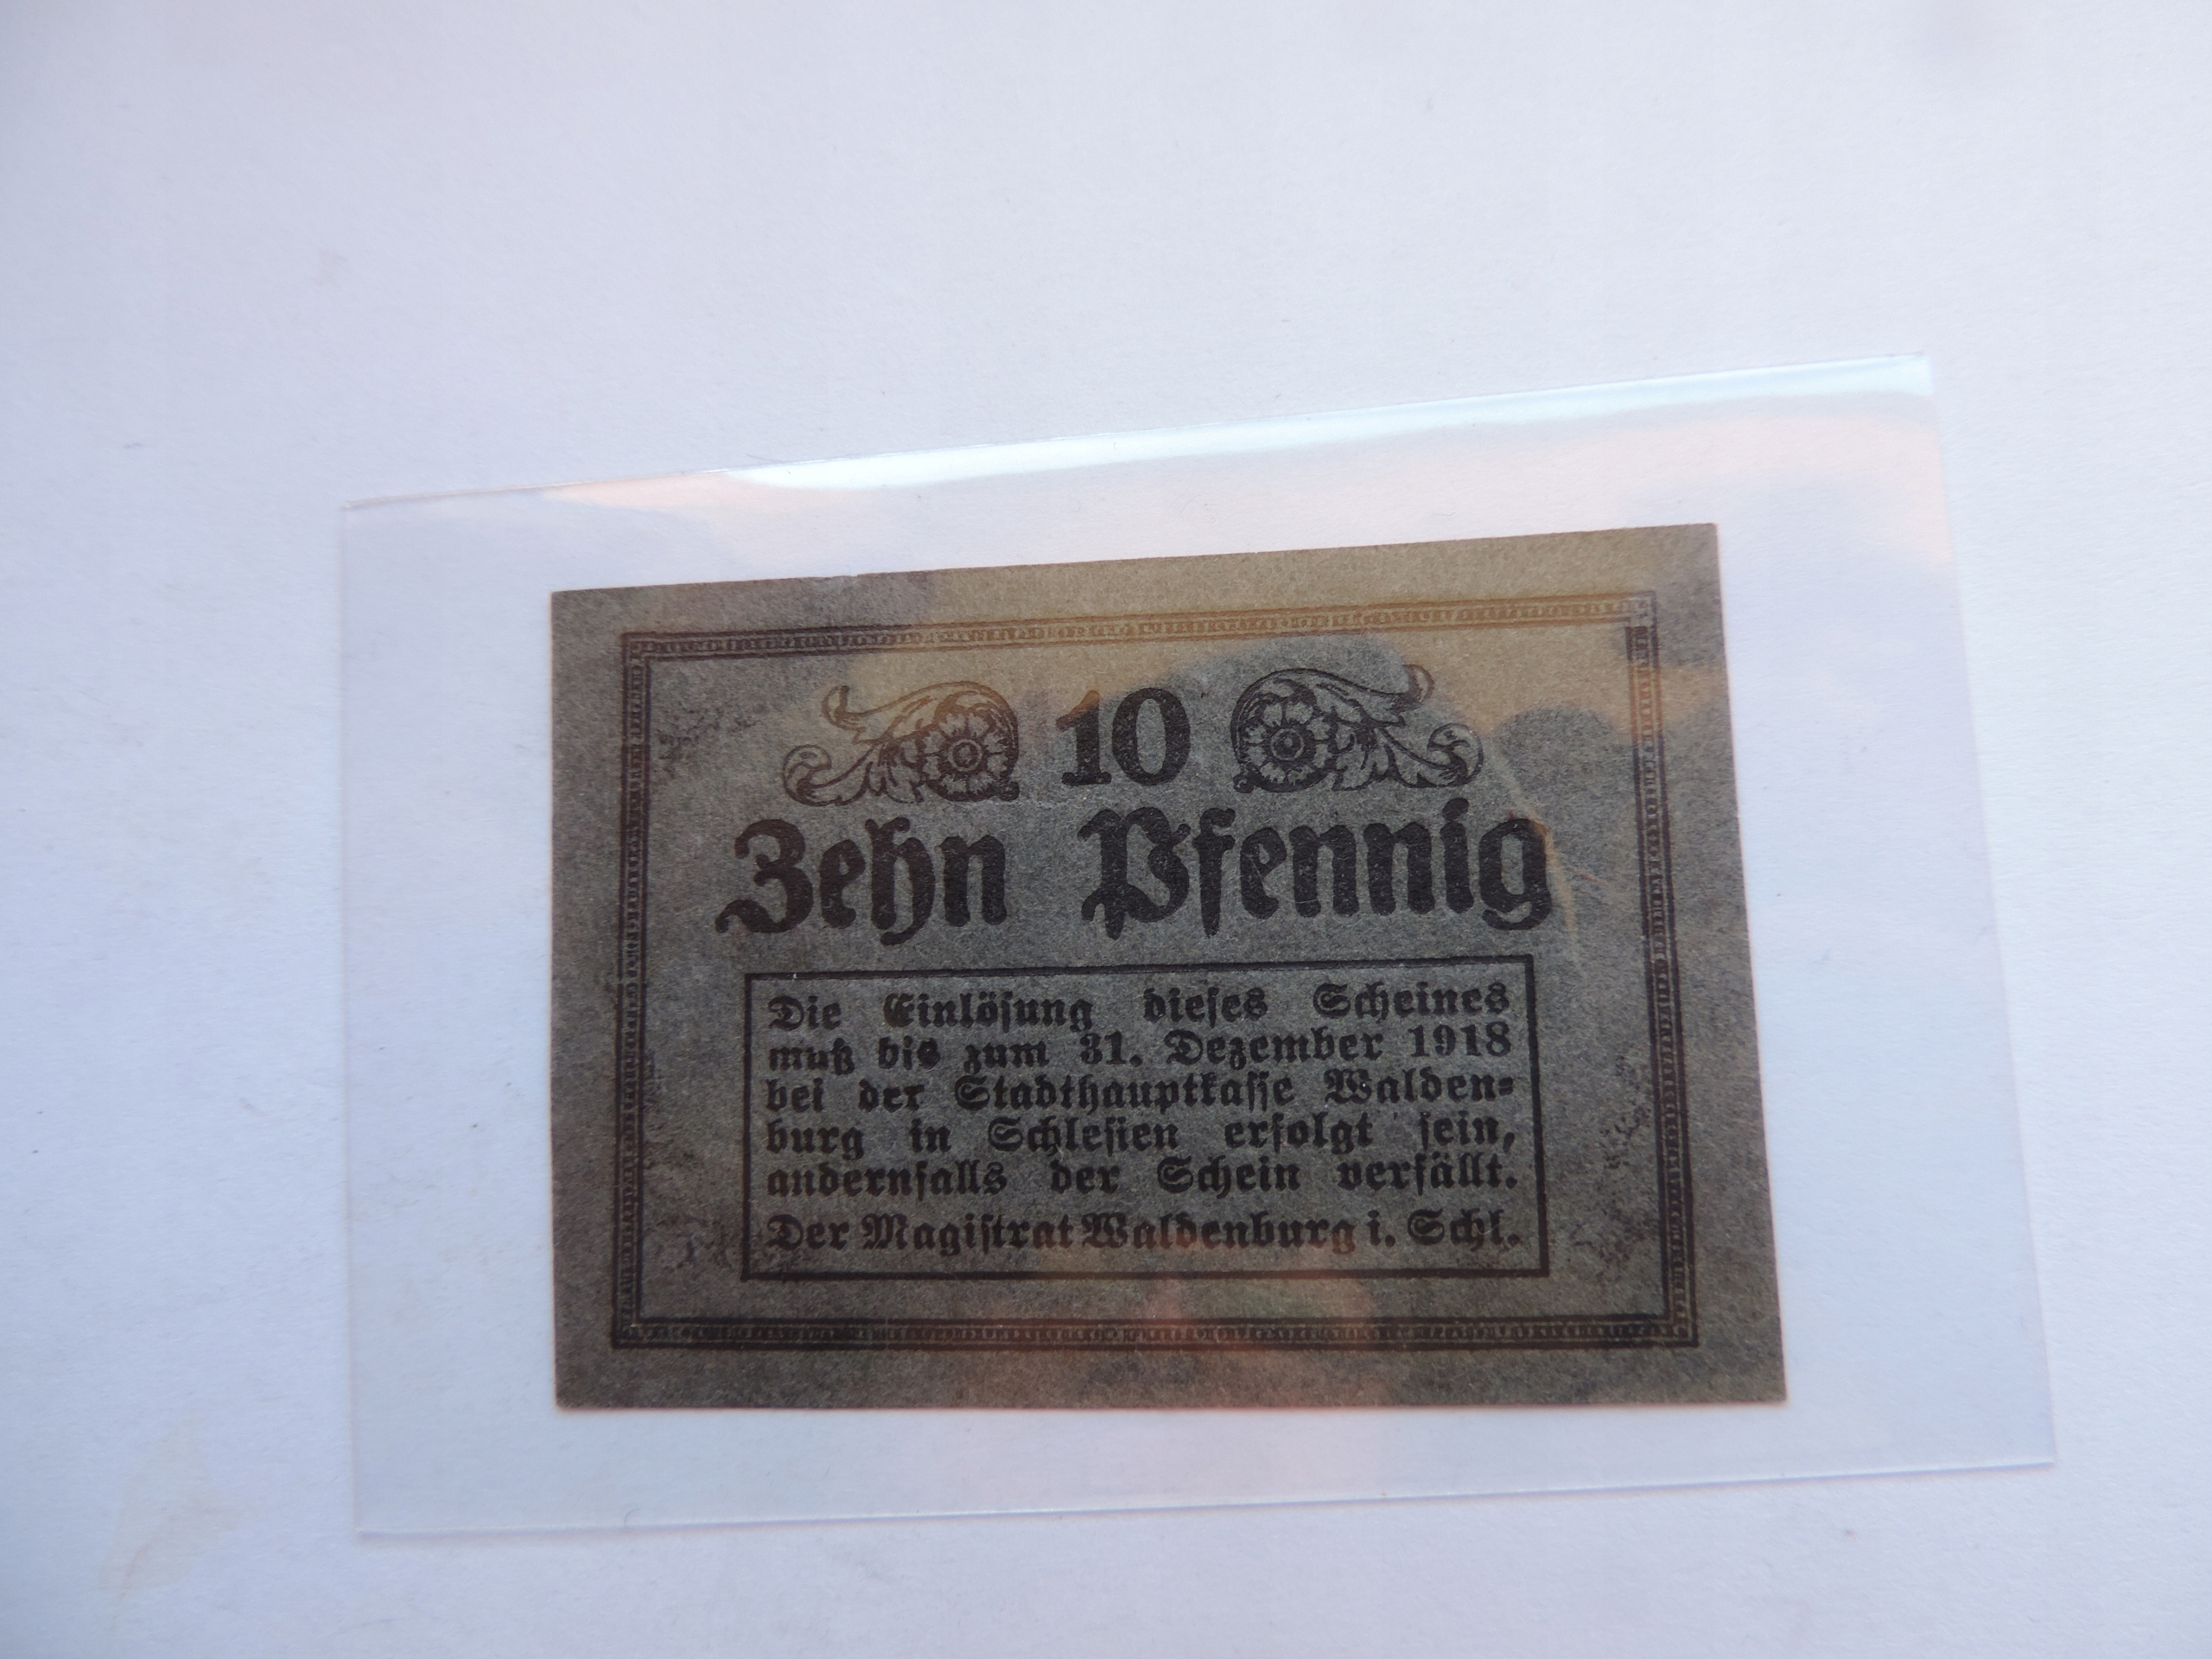 10
Zehn Pfennig
Die Einlösung dieses Scheines
muß bis zum 31. Dezember 1918
bei der Stadthauptkasse Walden=
burg in Schlesien erfolgt sein,
andernfalls der Schein verfällt.
Der Magistrat Waldenburg i. Schl.